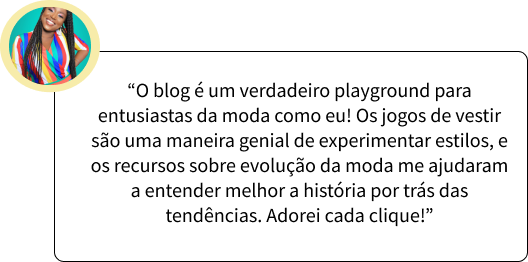 “O blog é um verdadeiro playground para
entusiastas da moda como eu! Os jogos de vestir
são uma maneira genial de experimentar estilos, e
os recursos sobre evolução da moda me ajudaram
a entender melhor a história por trás das
tendências. Adorei cada clique!”